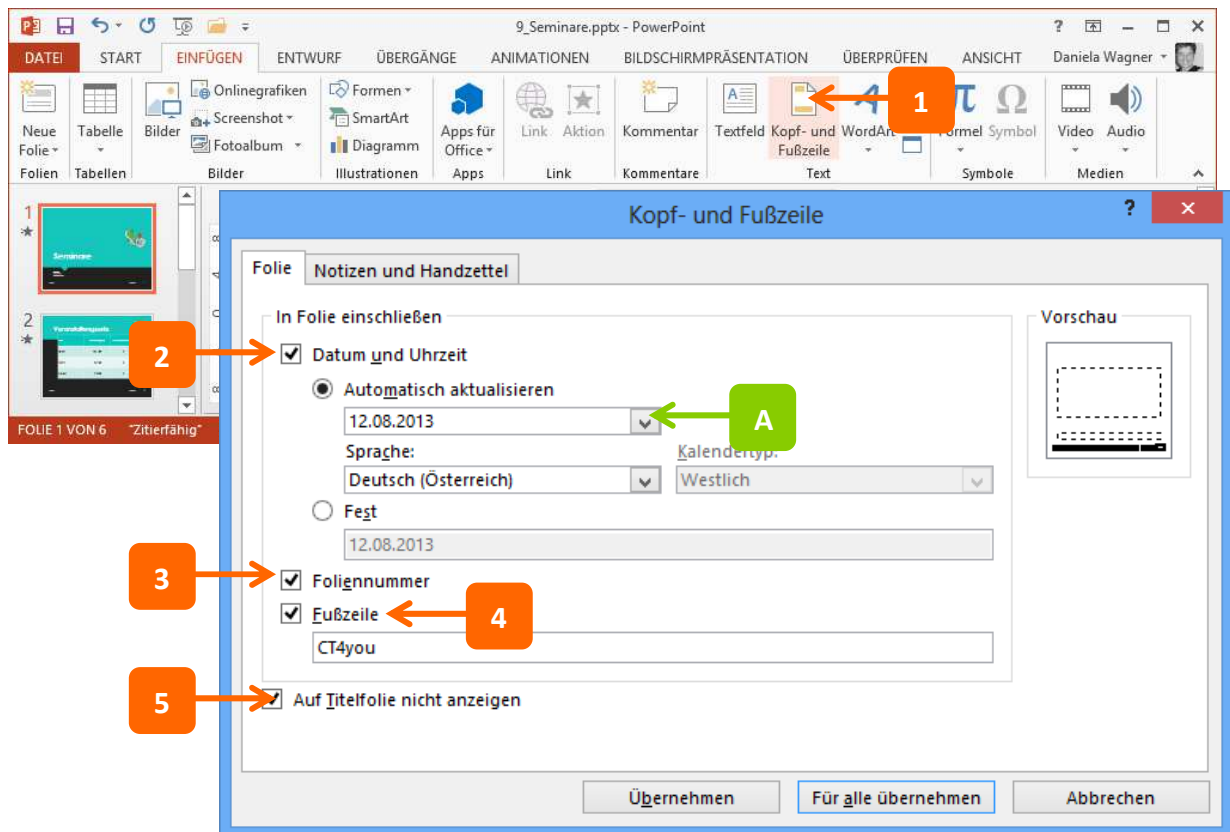 9_Seminare.pptx - PowerPoint
?
DATEI START EINFÜGEN ENTWURF ÜBERGÄNGE ANIMATIONEN BILDSCHIRMPRÄSENTATION ÜBERPRÜFEN ANSICHT Daniela Wagner
Neue Folie
Tabelle
Bilder
Onlinegrafiken
Screenshot
Fotoalbum
Formen
SmartArt
Diagramm
Apps für Office
Link
Aktion
Kommentar
Textfeld
Kopf- und Fußzeile
WordArt
1
Formel
Symbol
Video
Audio
Folien Tabellen Bilder Illustrationen Apps Link Kommentare Text Symbole Medien
1
Seminare
2
FOLIE 1 VON 6 "Zitierfähig"
Kopf- und Fußzeile
?
Folie Notizen und Handzettel
In Folie einschließen
Vorschau
2 Datum und Uhrzeit
Automatisch aktualisieren
12.08.2013 A
Sprache: Kalendertyp:
Deutsch (Österreich) Westlich
Fest
12.08.2013
3 Foliennummer
Fußzeile 4
CT4you
5 Auf Titelfolie nicht anzeigen
Übernehmen Für alle übernehmen Abbrechen